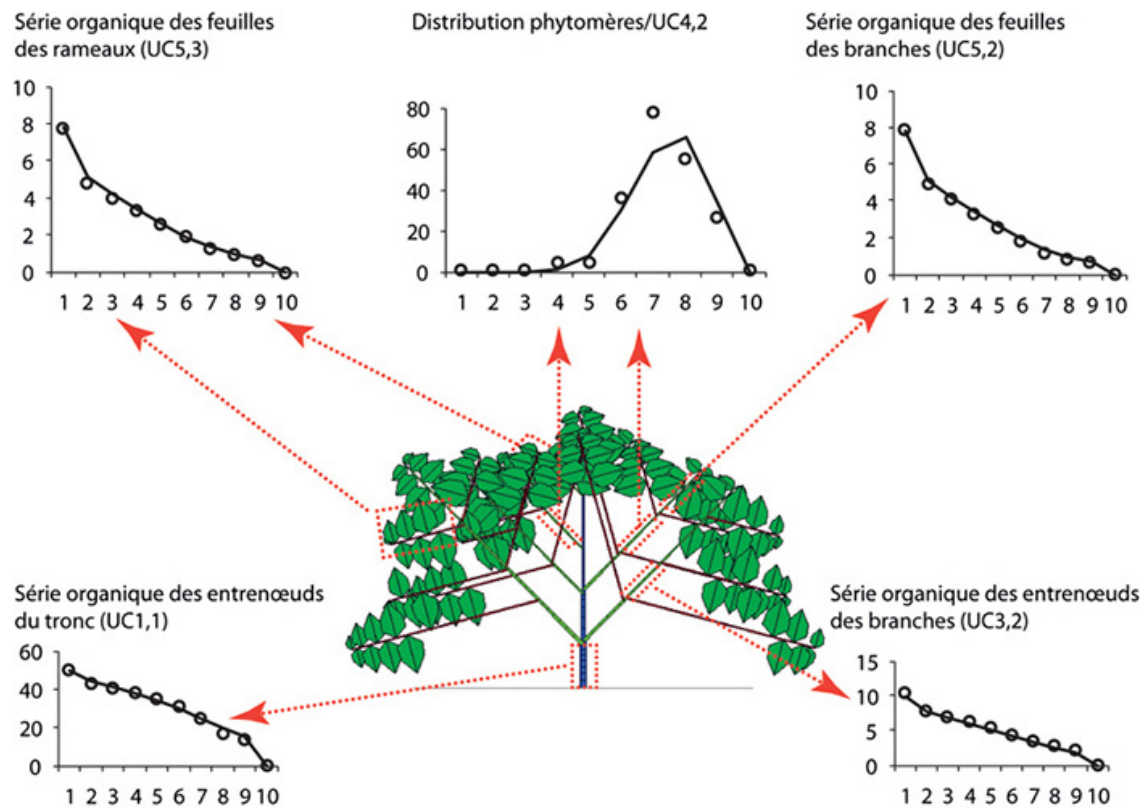 Série organique des feuilles
des rameaux (UC5,3)
10
8
6
4
2
0
1 2 3 4 5 6 7 8 9 10
Distribution phytomères/UC4,2
80
60
40
20
0
1 2 3 4 5 6 7 8 9 10
Série organique des feuilles
des branches (UC5,2)
10
8
6
4
2
0
1 2 3 4 5 6 7 8 9 10
Série organique des entrenœuds
du tronc (UC1,1)
60
40
20
0
1 2 3 4 5 6 7 8 9 10
Série organique des entrenœuds
des branches (UC3,2)
15
10
5
0
1 2 3 4 5 6 7 8 9 10